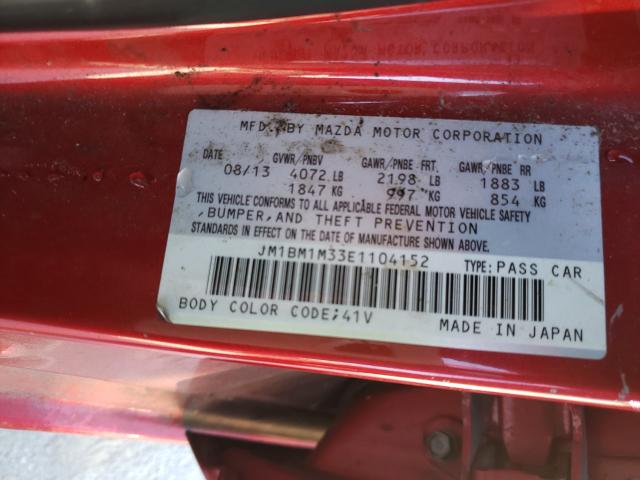 MFD. BY MAZDA MOTOR CORPORATION
DATE GVWR/PNBV GAWR/PNBE FRT. GAWR/PNBE RR
08/13 4072 LB 2198 LB 1883 LB
1847 KG 997 KG 854 KG
THIS VEHICLE CONFORMS TO ALL APPLICABLE FEDERAL MOTOR VEHICLE SAFETY
,BUMPER,AND THEFT PREVENTION
STANDARDS IN EFFECT ON THE DATE OF MANUFACTURE SHOWN ABOVE.
JM1BM1M33E1104152 TYPE:PASS CAR
BODY COLOR CODE;41V
MADE IN JAPAN